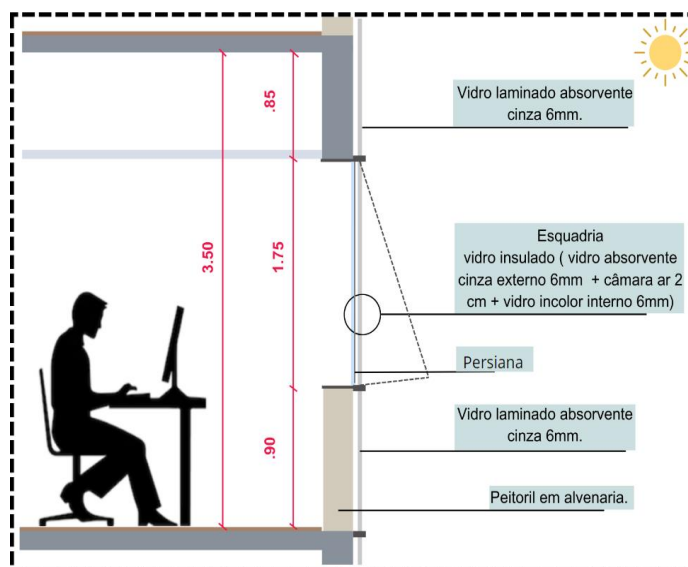 .85
Vidro laminado absorvente
cinza 6mm.
3.50
1.75
Esquadria
vidro insulado ( vidro absorvente
cinza externo 6mm + câmara ar 2
cm + vidro incolor interno 6mm)
Persiana
.90
Vidro laminado absorvente
cinza 6mm.
Peitoril em alvenaria.